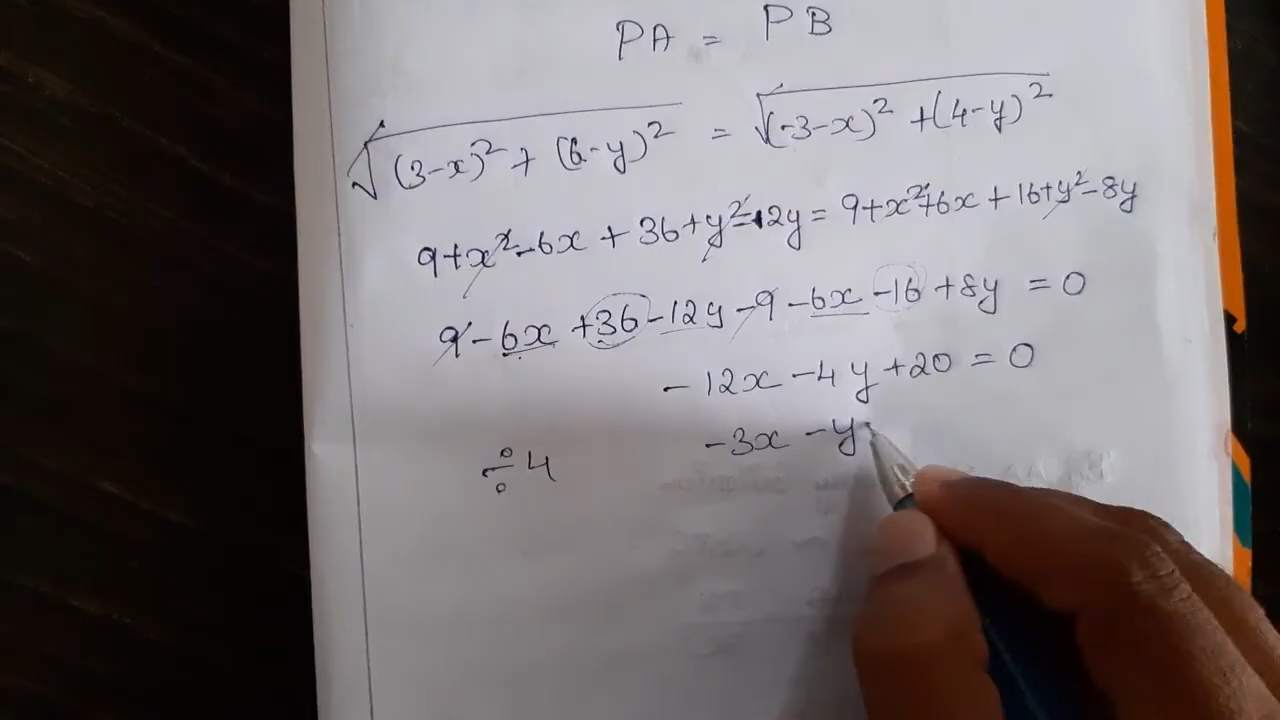 PA = PB
√(3-x)² + (6-y)² = √(-3-x)² + (4-y)²
9+x²-6x + 36+y²-12y = 9+x²+6x + 16+y²-8y
9-6x +36-12y-9-6x-16+8y = 0
-12x -4y+20 = 0
-3x -y
÷4